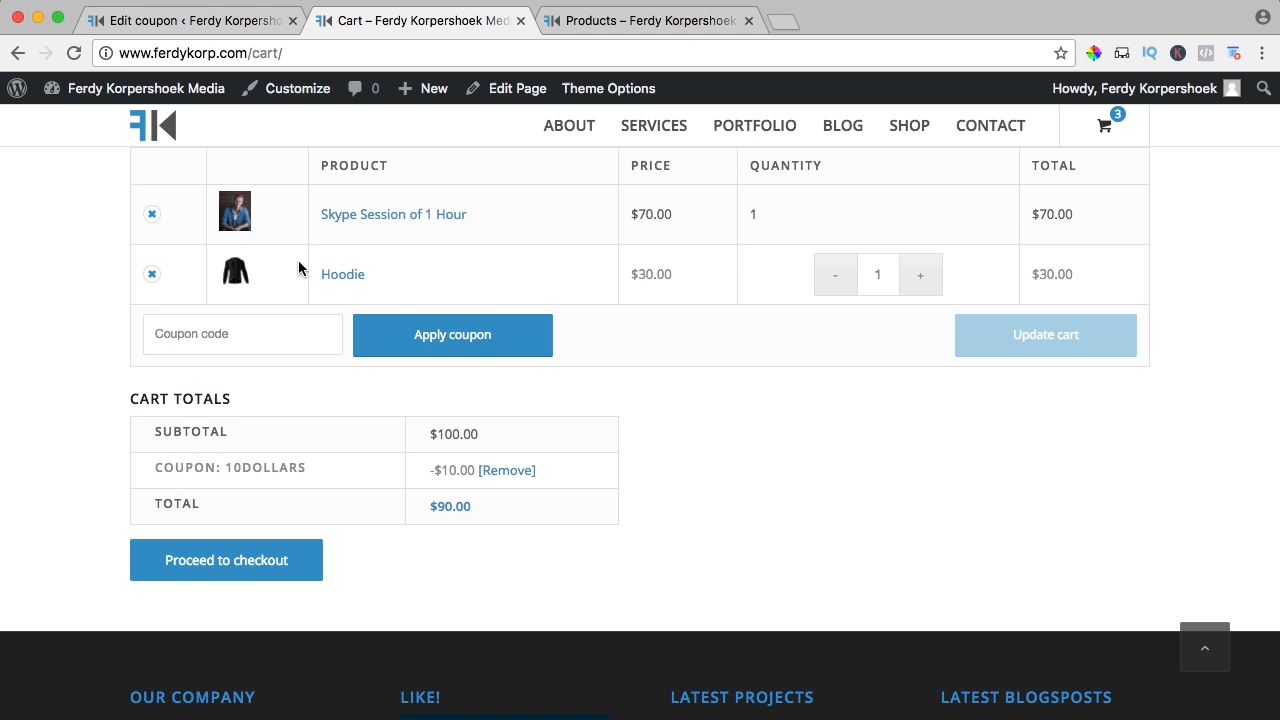 Edit coupon ‹ Ferdy Korpersho
Cart – Ferdy Korpershoek Med
Products – Ferdy Korpershoek
www.ferdykorp.com/cart/
Ferdy Korpershoek Media Customize 0 New Edit Page Theme Options Howdy, Ferdy Korpershoek
FK ABOUT SERVICES PORTFOLIO BLOG SHOP CONTACT 3
PRODUCT PRICE QUANTITY TOTAL
Skype Session of 1 Hour $70.00 1 $70.00
Hoodie $30.00 - 1 + $30.00
Coupon code Apply coupon Update cart
CART TOTALS
SUBTOTAL $100.00
COUPON: 10DOLLARS -$10.00 [Remove]
TOTAL $90.00
Proceed to checkout
OUR COMPANY LIKE! LATEST PROJECTS LATEST BLOGSPOTS